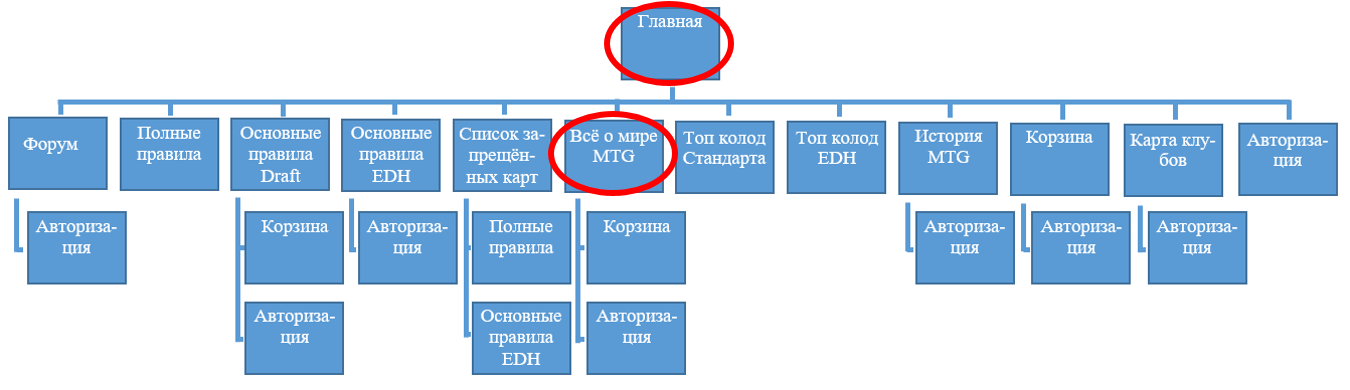 Главная
Форум
Полные
правила
Основные
правила
Draft
Основные
правила
EDH
Список за-
прещён-
ных карт
Всё о мире
MTG
Топ колод
Стандарта
Топ колод
EDH
История
MTG
Корзина
Карта клу-
бов
Авториза-
ция
Авториза-
ция
Корзина
Авториза-
ция
Полные
правила
Корзина
Авториза-
ция
Авториза-
ция
Авториза-
ция
Авториза-
ция
Основные
правила
EDH
Авториза-
ция